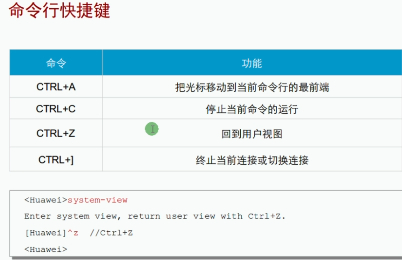 命令行快捷键
命令 功能
CTRL+A 把光标移动到当前命令行的最前端
CTRL+C 停止当前命令的运行
CTRL+Z 回到用户视图
CTRL+] 终止当前连接或切换连接
<Huawei>system-view
Enter system view, return user view with Ctrl+Z.
[Huawei]^z //Ctrl+Z
<Huawei>